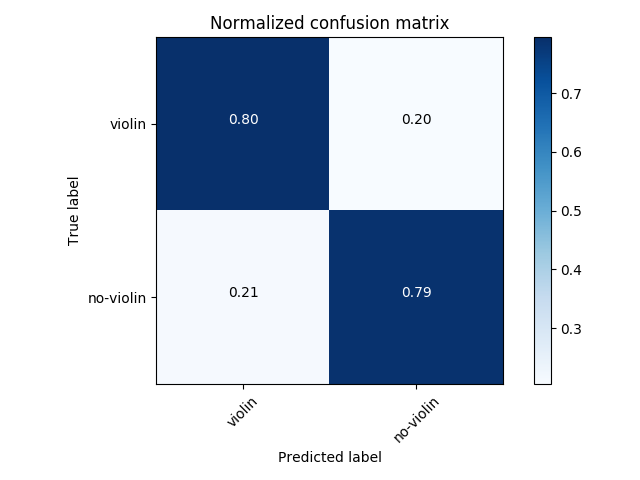 Normalized confusion matrix
True label
violin
0.80
0.20
no-violin
0.21
0.79
violin
no-violin
Predicted label
0.7
0.6
0.5
0.4
0.3